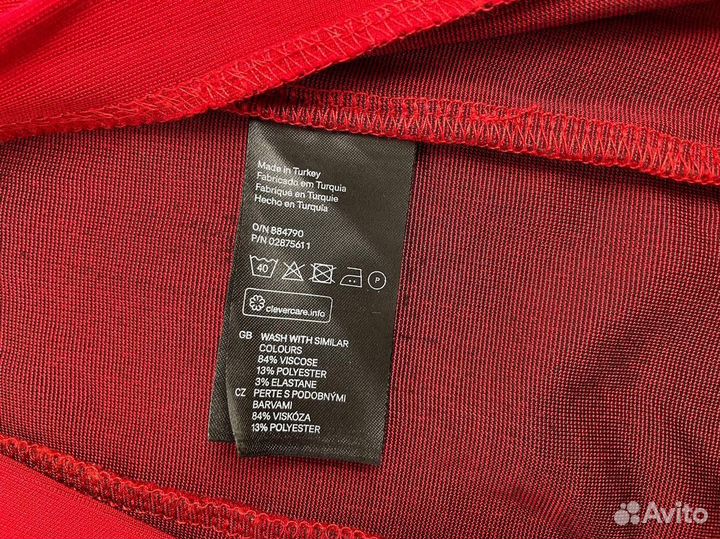 Made in Turkey
Fabricado em Turquia
Fabriqué en Turquie
Hecho en Turquía
O/N 884790
P/N 02875611
40
P
clevercare.info
GB WASH WITH SIMILAR
COLOURS
84% VISCOSE
13% POLYESTER
3% ELASTANE
CZ PERTE S PODOBNÝMI
BARVAMI
84% VISKÓZA
13% POLYESTER
Avito